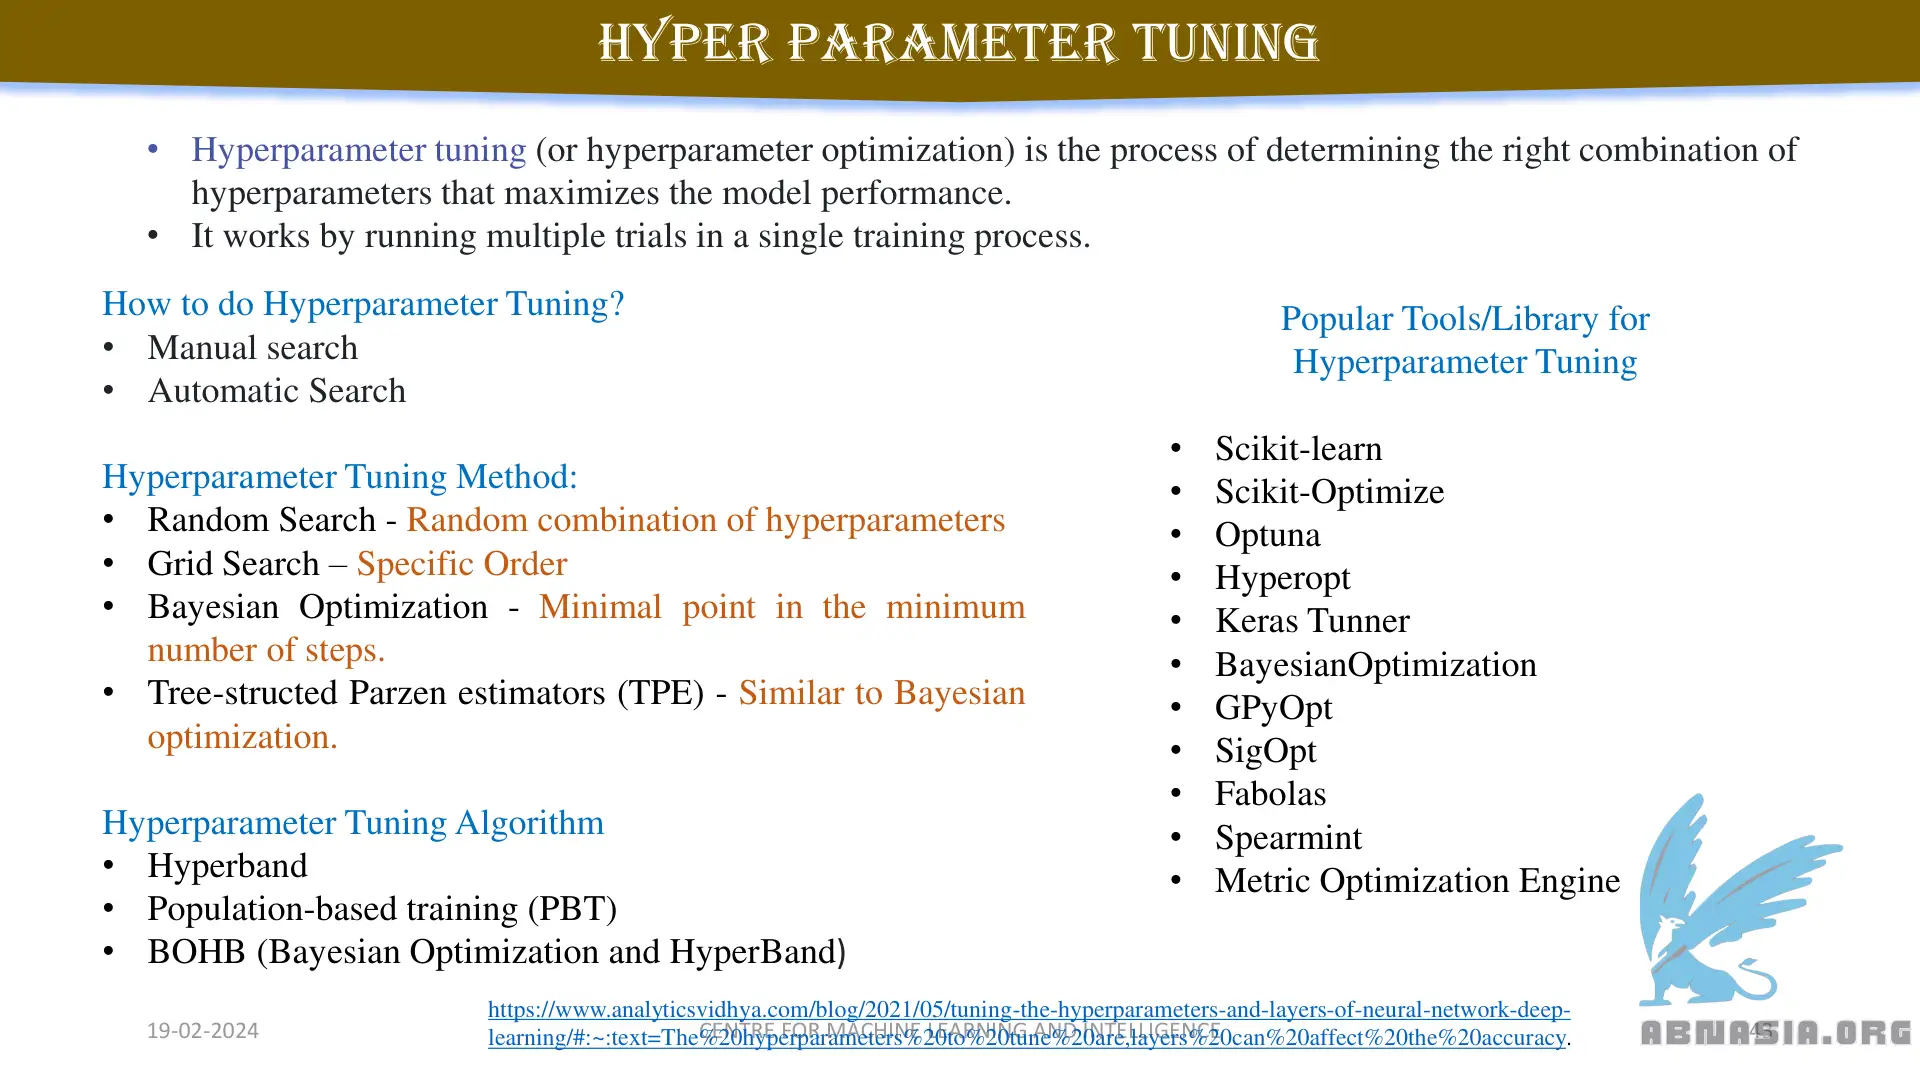 HYPER PARAMETER TUNING
• Hyperparameter tuning (or hyperparameter optimization) is the process of determining the right combination of
hyperparameters that maximizes the model performance.
• It works by running multiple trials in a single training process.
How to do Hyperparameter Tuning?
• Manual search
• Automatic Search
Hyperparameter Tuning Method:
• Random Search - Random combination of hyperparameters
• Grid Search – Specific Order
• Bayesian Optimization - Minimal point in the minimum
number of steps.
• Tree-structed Parzen estimators (TPE) - Similar to Bayesian
optimization.
Hyperparameter Tuning Algorithm
• Hyperband
• Population-based training (PBT)
• BOHB (Bayesian Optimization and HyperBand)
Popular Tools/Library for
Hyperparameter Tuning
• Scikit-learn
• Scikit-Optimize
• Optuna
• Hyperopt
• Keras Tunner
• BayesianOptimization
• GPyOpt
• SigOpt
• Fabolas
• Spearmint
• Metric Optimization Engine
https://www.analyticsvidhya.com/blog/2021/05/tuning-the-hyperparameters-and-layers-of-neural-network-deep-
learning/#:~:text=The%20hyperparameters%20to%20tune%20are,layers%20can%20affect%20the%20accuracy.
19-02-2024
CENTRE FOR MACHINE LEARNING AND INTELLIGENCE
ABNASIA.ORG